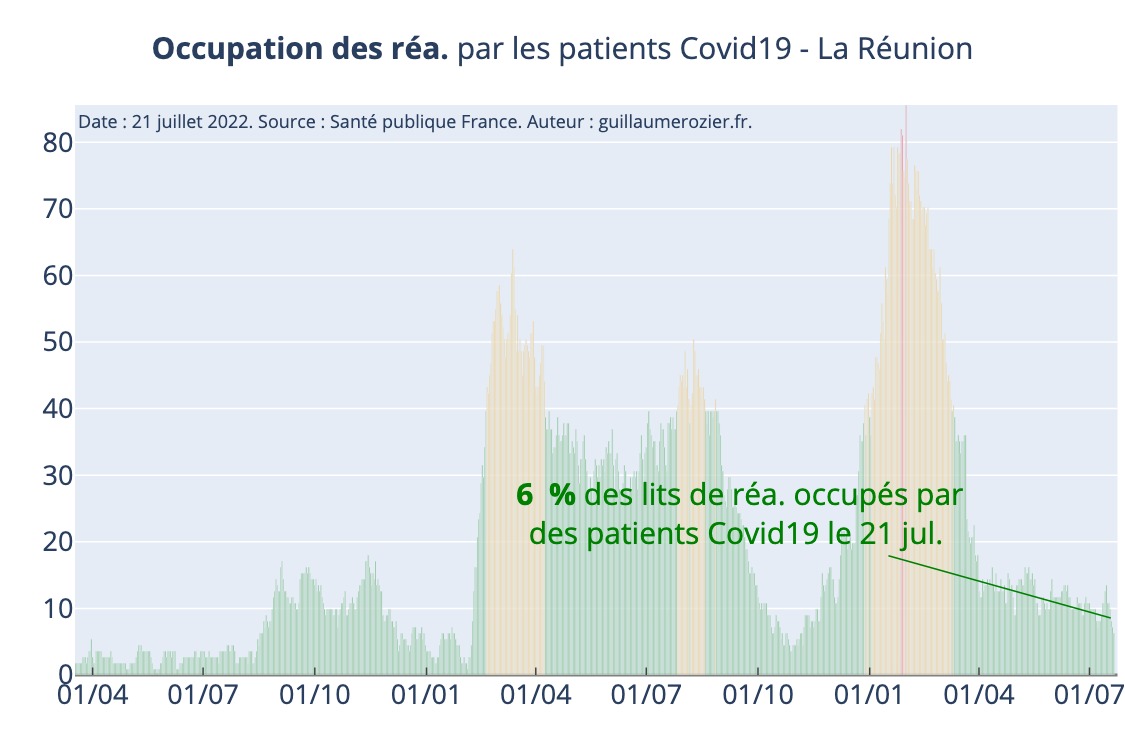 Occupation des réa. par les patients Covid19 - La Réunion
Date : 21 juillet 2022. Source : Santé publique France. Auteur : guillaumerozier.fr.
80
70
60
50
40
30
20
10
0
6 % des lits de réa. occupés par
des patients Covid19 le 21 jul.
01/04 01/07 01/10 01/01 01/04 01/07 01/10 01/01 01/04 01/07